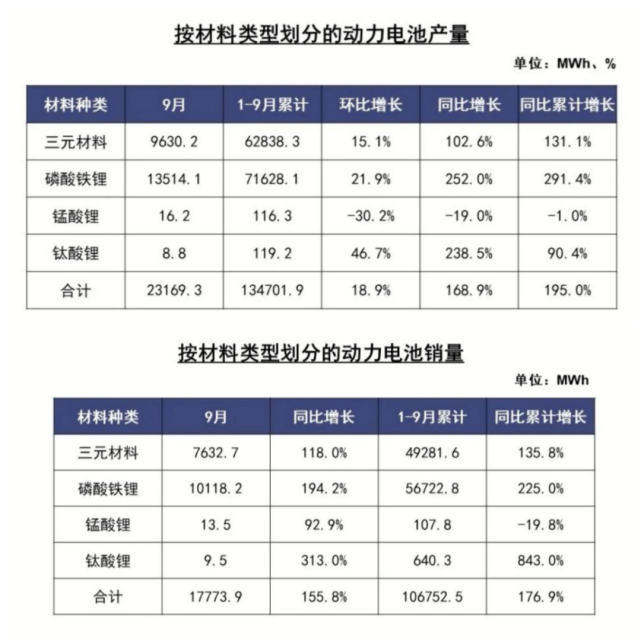 按材料类型划分的动力电池产量
单位：MWh、%
材料种类 9月 1-9月累计 环比增长 同比增长 同比累计增长
三元材料 9630.2 62838.3 15.1% 102.6% 131.1%
磷酸铁锂 13514.1 71628.1 21.9% 252.0% 291.4%
锰酸锂 16.2 116.3 -30.2% -19.0% -1.0%
钛酸锂 8.8 119.2 46.7% 238.5% 90.4%
合计 23169.3 134701.9 18.9% 168.9% 195.0%
按材料类型划分的动力电池销量
单位：MWh
材料种类 9月 同比增长 1-9月累计 同比累计增长
三元材料 7632.7 118.0% 49281.6 135.8%
磷酸铁锂 10118.2 194.2% 56722.8 225.0%
锰酸锂 13.5 92.9% 107.8 -19.8%
钛酸锂 9.5 313.0% 640.3 843.0%
合计 17773.9 155.8% 106752.5 176.9%